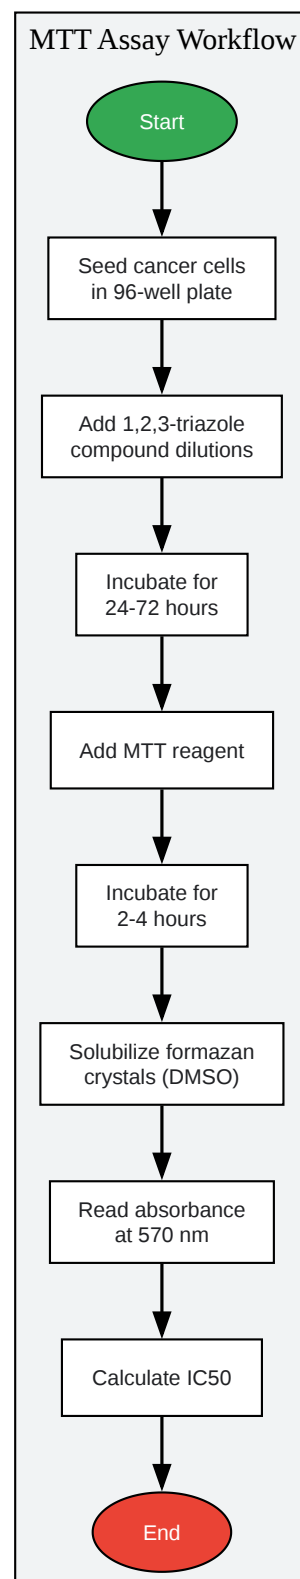 MTT Assay Workflow
Start
Seed cancer cells
in 96-well plate
Add 1,2,3-triazole
compound dilutions
Incubate for
24-72 hours
Add MTT reagent
Incubate for
2-4 hours
Solubilize formazan
crystals (DMSO)
Read absorbance
at 570 nm
Calculate IC50
End